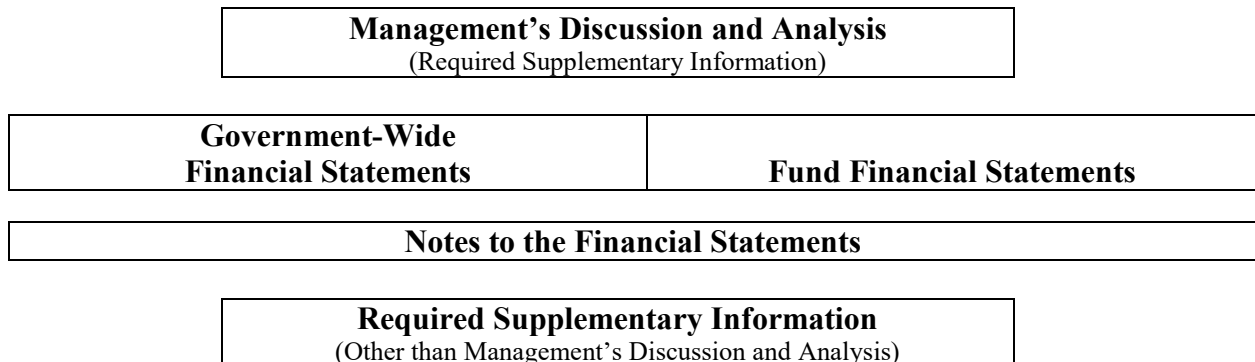 Management’s Discussion and Analysis
(Required Supplementary Information)
Government-Wide
Financial Statements
Fund Financial Statements
Notes to the Financial Statements
Required Supplementary Information
(Other than Management’s Discussion and Analysis)